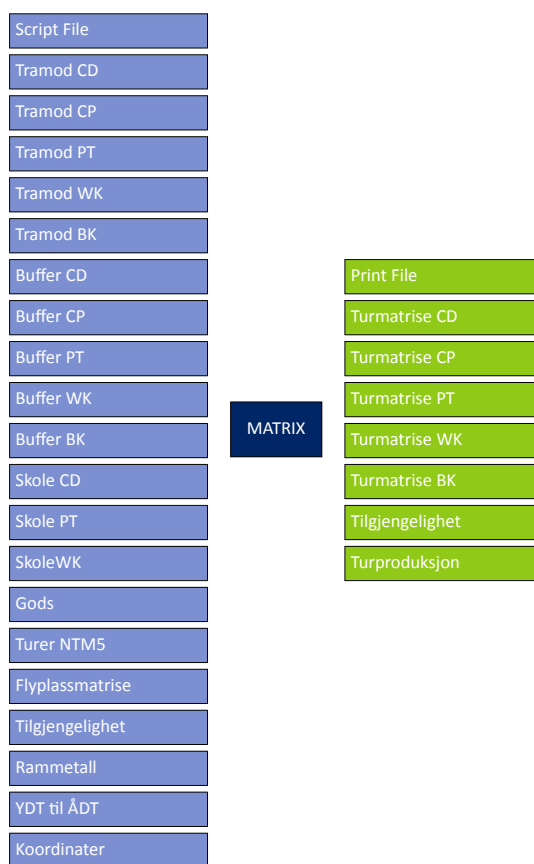 Script File
Tramod CD
Tramod CP
Tramod PT
Tramod WK
Tramod BK
Buffer CD
Buffer CP
Buffer PT
Buffer WK
Buffer BK
Skole CD
Skole PT
SkoleWK
Gods
Turer NTM5
Flyplassmatrise
Tilgjengelighet
Rammetall
YDT til ÅDT
Koordinater
MATRIX
Print File
Turmatrise CD
Turmatrise CP
Turmatrise PT
Turmatrise WK
Turmatrise BK
Tilgjengelighet
Turproduksjon